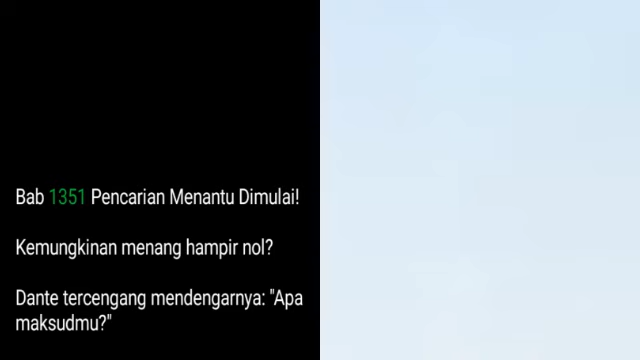 Bab 1351 Pencarian Menantu Dimulai!
Kemungkinan menang hampir nol?
Dante tercengang mendengarnya: "Apa
maksudmu?"